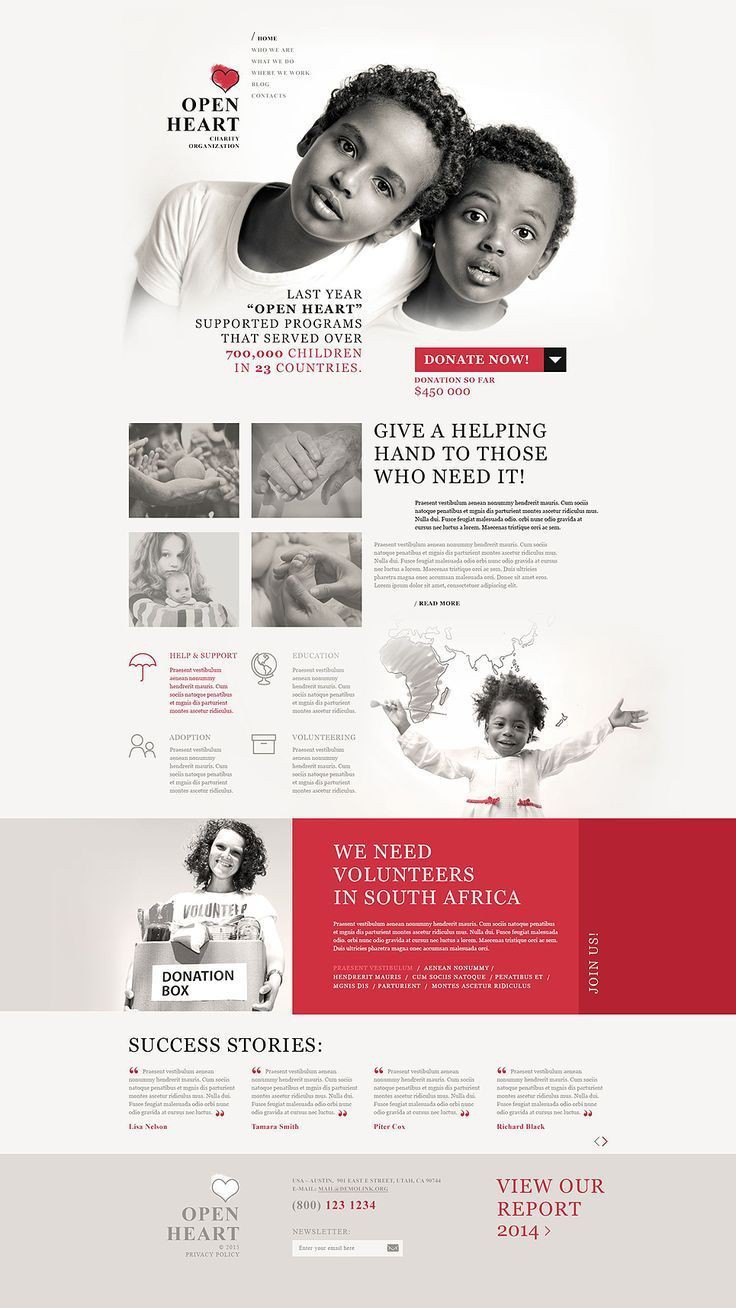 / HOME
WHO WE ARE
WHAT WE DO
WHERE WE WORK
BLOG
CONTACTS
OPEN
HEART
CHARITY
ORGANIZATION
LAST YEAR
“OPEN HEART”
SUPPORTED PROGRAMS
THAT SERVED OVER
700,000 CHILDREN
IN 23 COUNTRIES.
DONATE NOW!
DONATION SO FAR
$450 000
GIVE A HELPING
HAND TO THOSE
WHO NEED IT!
Praesent vestibulum aenean nonummy hendrerit mauris. Cum sociis
natoque penatibus et mgnis dis parturient montes ascetur ridiculus mus.
Nulla dui. Fusce feugiat malesuada odio. orbi nunc odio gravida at
cursus nec luctus a lorem. Maecenas tristique orci ac sem.
Praesent vestibulum aenean nonummy hendrerit mauris. Cum sociis
natoque penatibus et mgnis dis parturient montes ascetur ridiculus mus.
Nulla dui. Fusce feugiat malesuada odio orbi nunc odio gravida at cursus
nec luctus a lorem. Maecenas tristique orci ac sem. Duis ultricies
pharetra magna onec accumsan malesuada orci. Donec sit amet eros.
Lorem ipsum dolor sit amet, consectetuer adipiscing elit.
/ READ MORE
HELP & SUPPORT
Praesent vestibulum
aenean nonummy
hendrerit mauris. Cum
sociis natoque penatibus
et mgnis dis parturient
montes ascetur ridiculus.
EDUCATION
Praesent vestibulum
aenean nonummy
hendrerit mauris. Cum
sociis natoque penatibus
et mgnis dis parturient
montes ascetur ridiculus.
ADOPTION
Praesent vestibulum
aenean nonummy
hendrerit mauris. Cum
sociis natoque penatibus
et mgnis dis parturient
montes ascetur ridiculus.
VOLUNTEERING
Praesent vestibulum
aenean nonummy
hendrerit mauris. Cum
sociis natoque penatibus
et mgnis dis parturient
montes ascetur ridiculus.
VOLUNTEER
DONATION
BOX
WE NEED
VOLUNTEERS
IN SOUTH AFRICA
Praesent vestibulum aenean nonummy hendrerit mauris. Cum sociis natoque penatibus
et mgnis dis parturient montes ascetur ridiculus mus. Nulla dui. Fusce feugiat malesuada
odio orbi nunc odio gravida at cursus nec luctus a lorem. Maecenas tristique orci ac sem.
Duis ultricies pharetra magna onec accumsan malesuada orci.
PRAESENT VESTIBULUM / AENEAN NONUMMY /
HENDRERIT MAURIS / CUM SOCIIS NATOQUE / PENATIBUS ET /
MGNIS DIS / PARTURIENT / MONTES ASCETUR RIDICULUS
JOIN US!
SUCCESS STORIES:
“ Praesent vestibulum aenean
nonummy hendrerit mauris. Cum sociis
natoque penatibus et mgnis dis parturient
montes ascetur ridiculus mus. Nulla dui.
Fusce feugiat malesuada odio orbi nunc
odio gravida at cursus nec luctus. ”
Lisa Nelson
“ Praesent vestibulum aenean
nonummy hendrerit mauris. Cum sociis
natoque penatibus et mgnis dis parturient
montes ascetur ridiculus mus. Nulla dui.
Fusce feugiat malesuada odio orbi nunc
odio gravida at cursus nec luctus. ”
Tamara Smith
“ Praesent vestibulum aenean
nonummy hendrerit mauris. Cum sociis
natoque penatibus et mgnis dis parturient
montes ascetur ridiculus mus. Nulla dui.
Fusce feugiat malesuada odio orbi nunc
odio gravida at cursus nec luctus. ”
Piter Cox
“ Praesent vestibulum aenean
nonummy hendrerit mauris. Cum sociis
natoque penatibus et mgnis dis parturient
montes ascetur ridiculus mus. Nulla dui.
Fusce feugiat malesuada odio orbi nunc
odio gravida at cursus nec luctus. ”
Richard Black
OPEN
HEART
© 2015
PRIVACY POLICY
USA - AUSTIN, 901 EAST E STREET, UTAH, CA 90744
E-MAIL: MAIL@DEMOLINK.ORG
(800) 123 1234
NEWSLETTER:
Enter your email here
VIEW OUR
REPORT
2014 >